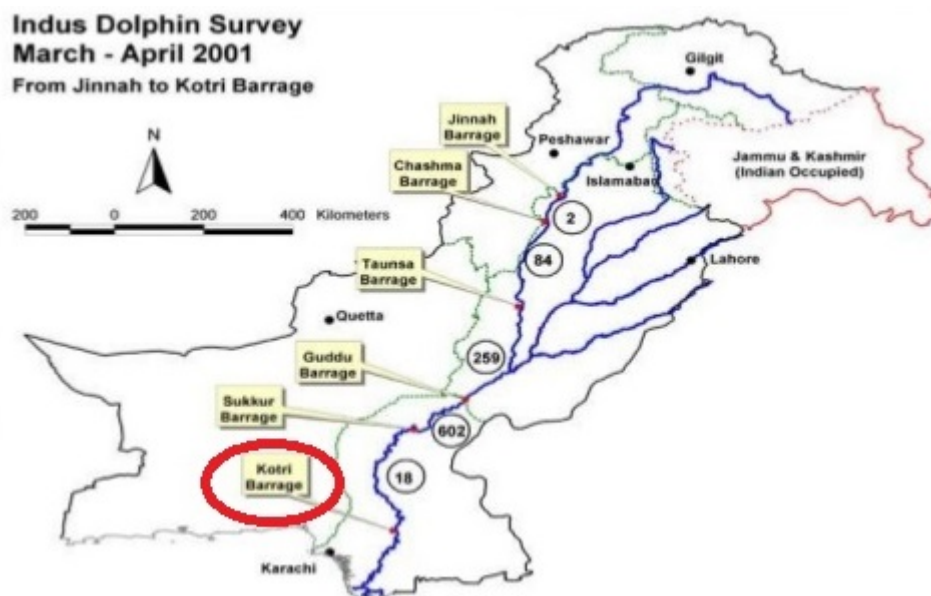 Indus Dolphin Survey
March - April 2001
From Jinnah to Kotri Barrage
N
200 0 200 400 Kilometers
Gilgit
Jinnah
Barrage
Peshawar
Chashma
Barrage
Islamabad
Jammu & Kashmir
(Indian Occupied)
2
84
Lahore
Taunsa
Barrage
Quetta
259
Guddu
Barrage
Sukkur
Barrage
602
Kotri
Barrage
18
Karachi